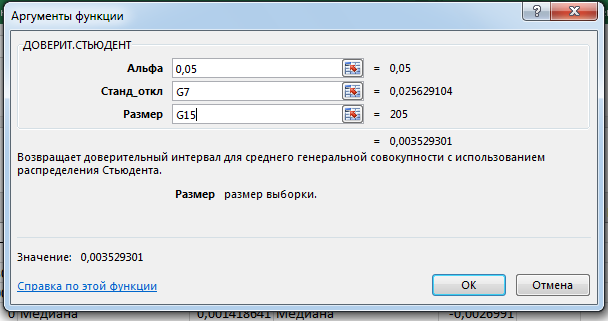 Аргументы функции
ДОВЕРИТ.СТЬЮДЕНТ
Альфа 0,05 = 0,05
Станд_откл G7 = 0,025629104
Размер G15 = 205
= 0,003529301
Возвращает доверительный интервал для среднего генеральной совокупности с использованием
распределения Стьюдента.
Размер размер выборки.
Значение: 0,003529301
Справка по этой функции ОК Отмена
0 Медиана 0,001418641 Медиана -0,0026991